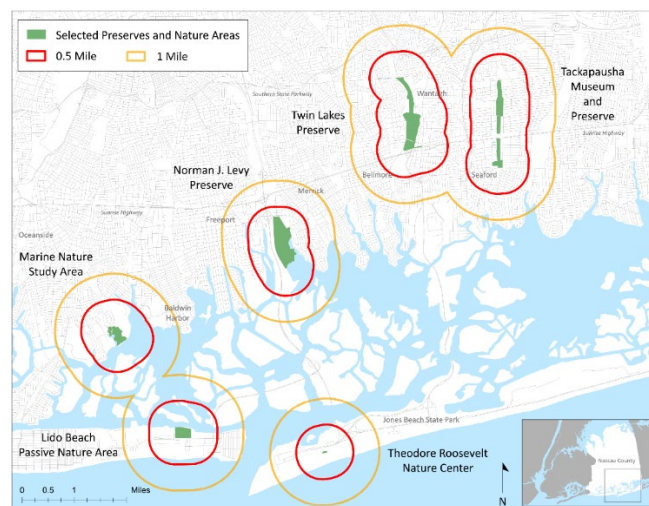 Selected Preserves and Nature Areas
0.5 Mile
1 Mile
Tackapausha
Museum
and
Preserve
Southern State Parkway
Wantagh
Twin Lakes
Preserve
Sunrise Highway
Norman J. Levy
Preserve
Bellmore
Seaford
Merrick
Freeport
Sunrise Highway
Oceanside
Marine Nature
Study Area
Baldwin
Harbor
Jones Beach State Park
Lido Beach
Passive Nature Area
Theodore Roosevelt
Nature Center
Nassau County
0 0.5 1 2 Miles
N